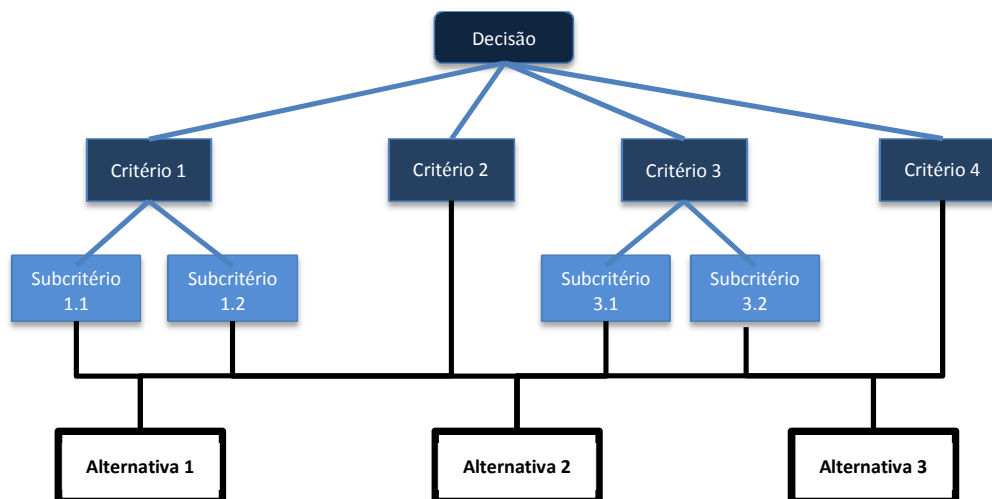 Decisão
Critério 1
Critério 2
Critério 3
Critério 4
Subcritério
1.1
Subcritério
1.2
Subcritério
3.1
Subcritério
3.2
Alternativa 1
Alternativa 2
Alternativa 3